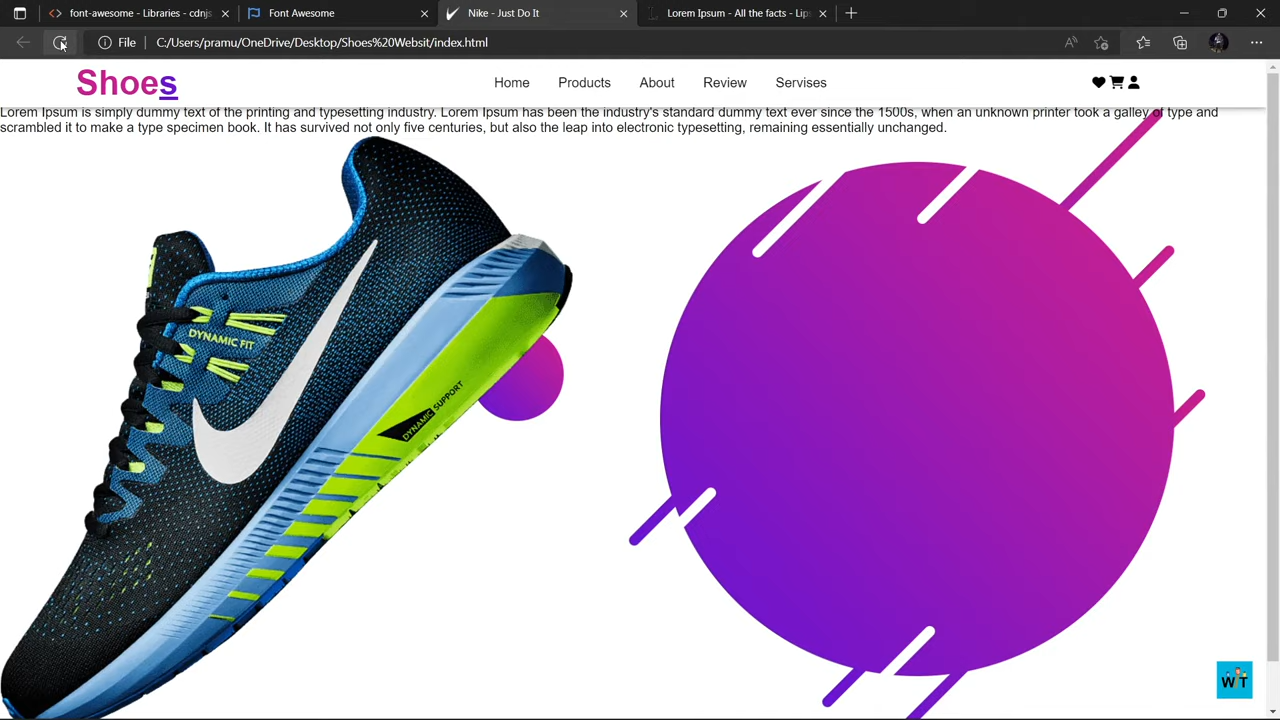 font-awesome - Libraries - cdnjs
Font Awesome
Nike - Just Do It
Lorem Ipsum - All the facts - Lip
File
C:/Users/pramu/OneDrive/Desktop/Shoes%20Websit/index.html
Shoes
Home
Products
About
Review
Servises
Lorem Ipsum is simply dummy text of the printing and typesetting industry. Lorem Ipsum has been the industry's standard dummy text ever since the 1500s, when an unknown printer took a galley of type and
scrambled it to make a type specimen book. It has survived not only five centuries, but also the leap into electronic typesetting, remaining essentially unchanged.
DYNAMIC FIT
DYNAMIC SUPPORT
WT